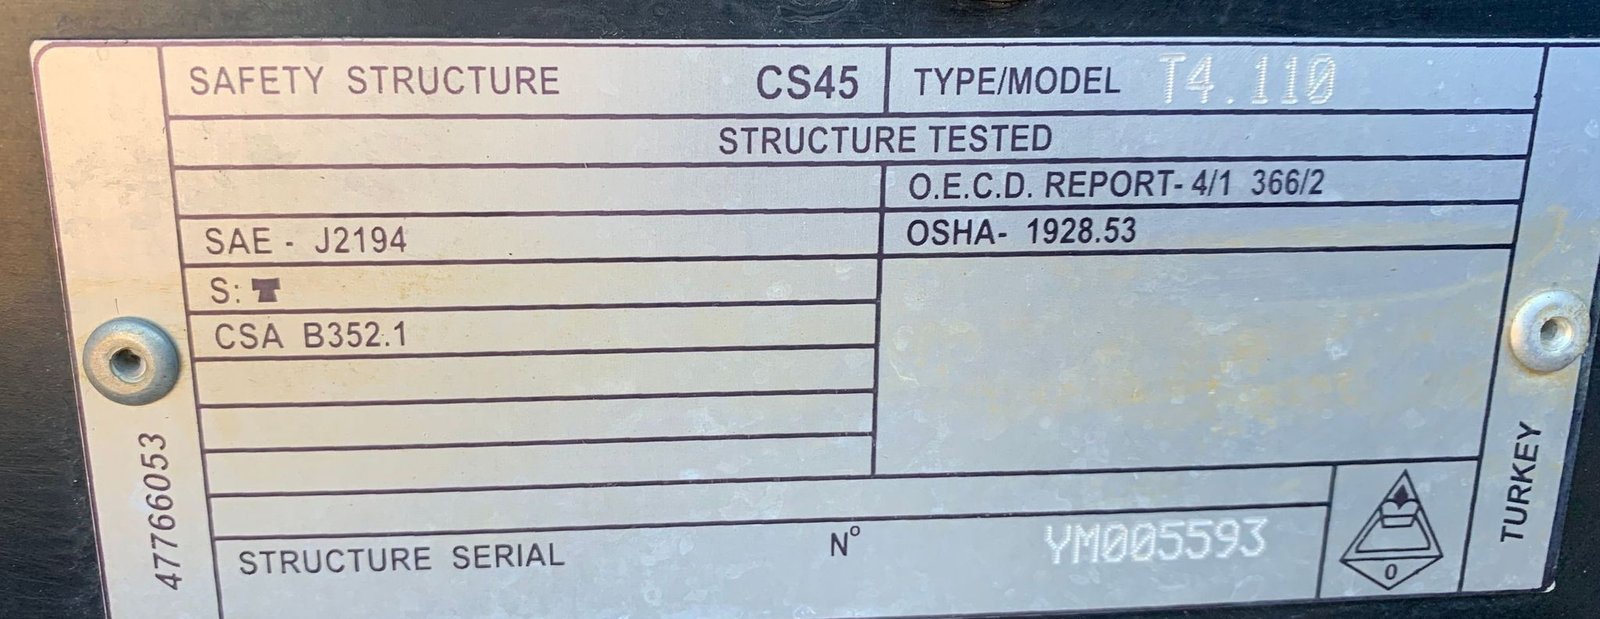 SAFETY STRUCTURE CS45 TYPE/MODEL T4.110
STRUCTURE TESTED
O.E.C.D. REPORT- 4/1 366/2
SAE - J2194 OSHA- 1928.53
S:
CSA B352.1
STRUCTURE SERIAL Nº YM005593
0
47766053
TURKEY